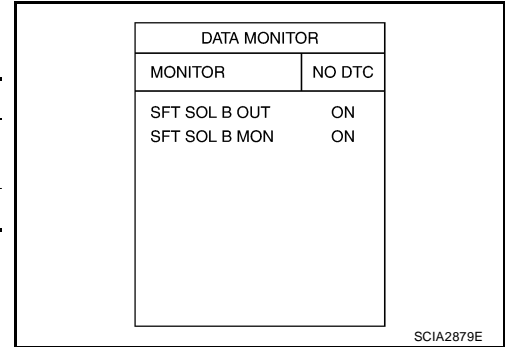 DATA MONITOR
MONITOR NO DTC
SFT SOL B OUT ON
SFT SOL B MON ON
SCIA2879E